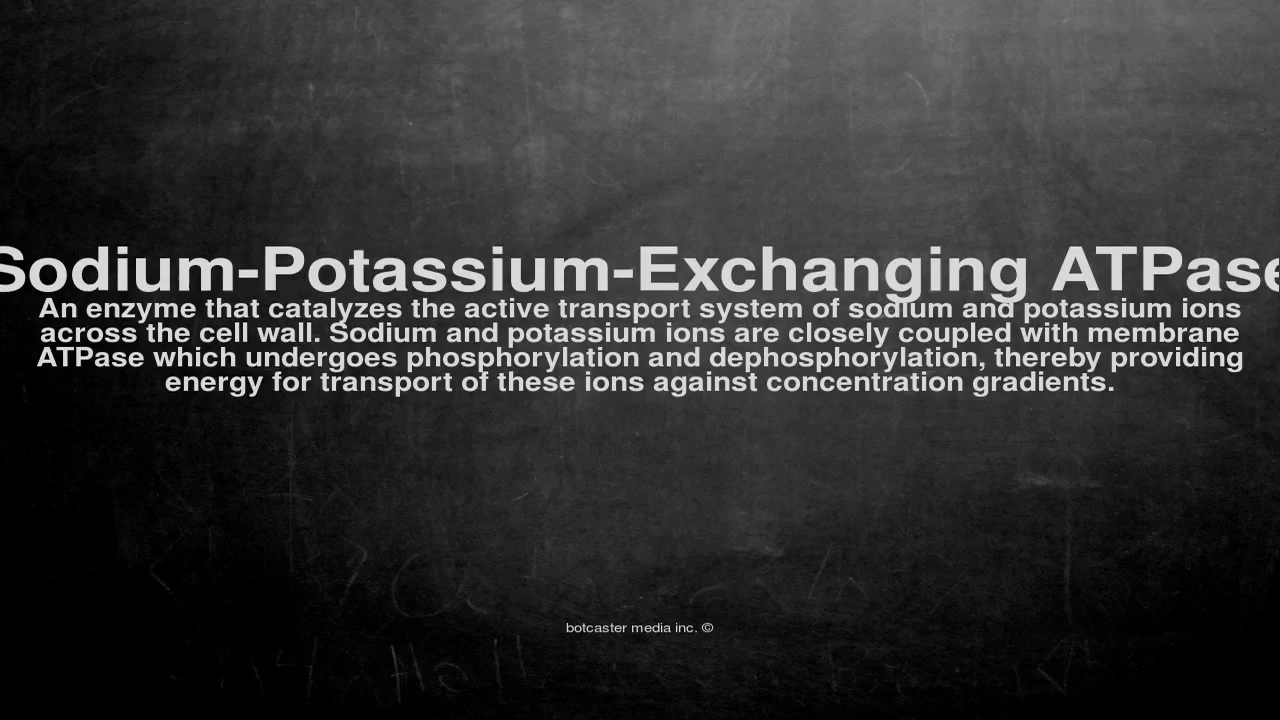 Sodium-Potassium-Exchanging ATPase
An enzyme that catalyzes the active transport system of sodium and potassium ions
across the cell wall. Sodium and potassium ions are closely coupled with membrane
ATPase which undergoes phosphorylation and dephosphorylation, thereby providing
energy for transport of these ions against concentration gradients.
botcaster media inc. ©